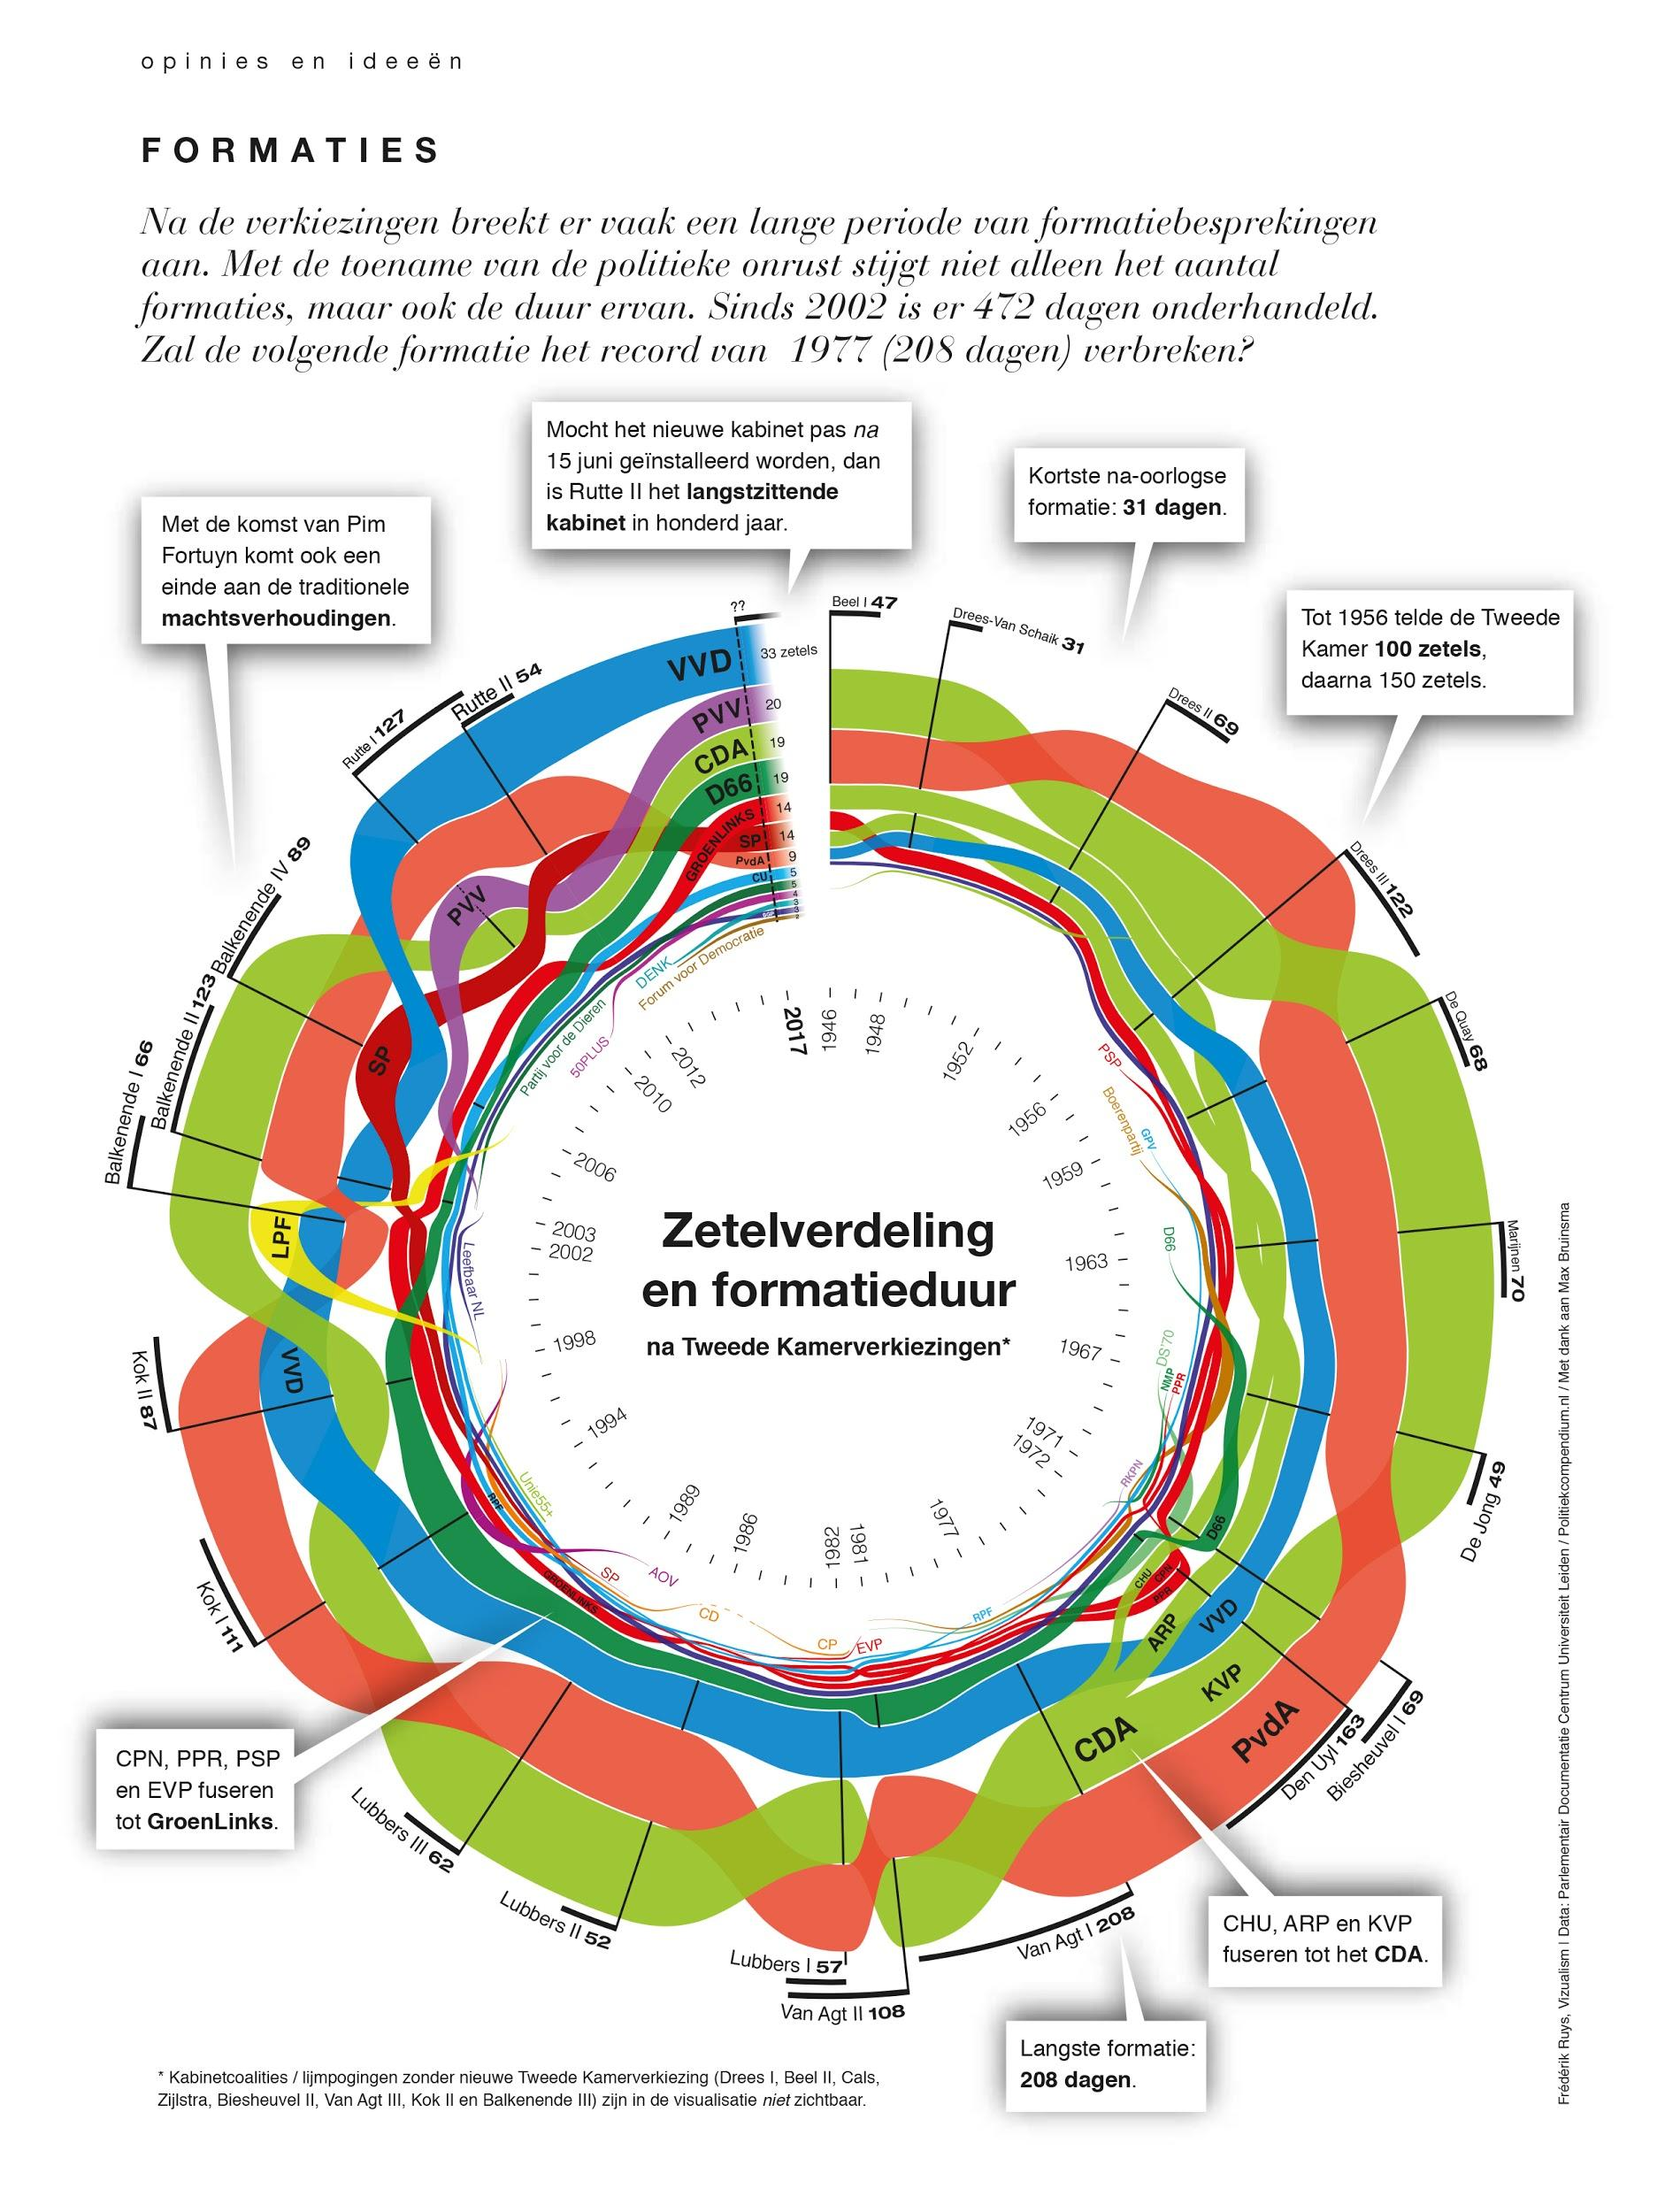 opinies en ideeën
FORMATIES
Na de verkiezingen breekt er vaak een lange periode van formatiebesprekingen
aan. Met de toename van de politieke onrust stijgt niet alleen het aantal
formaties, maar ook de duur ervan. Sinds 2002 is er 472 dagen onderhandeld.
Zal de volgende formatie het record van 1977 (208 dagen) verbreken?
Mocht het nieuwe kabinet pas na
15 juni geïnstalleerd worden, dan
is Rutte II het langstzittende
kabinet in honderd jaar.
Kortste na-oorlogse
formatie: 31 dagen.
Met de komst van Pim
Fortuyn komt ook een
einde aan de traditionele
machtsverhoudingen.
Tot 1956 telde de Tweede
Kamer 100 zetels,
daarna 150 zetels.
??
Beel I 47
Drees-Van Schaik 31
Drees II 69
Drees III 122
De Quay 68
Marijnen 70
De Jong 49
Biesheuvel I 69
Den Uyl 163
Van Agt I 208
Van Agt II 108
Lubbers I 57
Lubbers II 52
Lubbers III 62
Kok I 111
Kok II 87
Balkenende I 66
Balkenende II 123
Balkenende IV 89
Rutte I 127
Rutte II 54
VVD
33 zetels
PVV
20
CDA
19
D66
19
GROENLINKS
14
SP
14
PvdA
9
CU
5
5
4
3
3
2
PVV
SP
LPF
VVD
DENK
Forum voor Democratie
Partij voor de Dieren
50PLUS
Leefbaar NL
Unie55+
RPF
GROENLINKS
SP
AOV
CD
CP
EVP
RPF
PSP
Boerenpartij
GPV
D66
DS'70
NMP
PPR
RKPN
D66
CHU
CPN
PPR
ARP
VVD
KVP
CDA
PvdA
2017
1946
1948
1952
1956
1959
1963
1967
1971
1972
1977
1981
1982
1986
1989
1994
1998
2002
2003
2006
2010
2012
Zetelverdeling
en formatieduur
na Tweede Kamerverkiezingen*
CPN, PPR, PSP
en EVP fuseren
tot GroenLinks.
CHU, ARP en KVP
fuseren tot het CDA.
Langste formatie:
208 dagen.
* Kabinetcoalities / lijmpogingen zonder nieuwe Tweede Kamerverkiezing (Drees I, Beel II, Cals,
Zijlstra, Biesheuvel II, Van Agt III, Kok II en Balkenende III) zijn in de visualisatie niet zichtbaar.
Frédérik Ruys, Vizualism | Data: Parlementair Documentatie Centrum Universiteit Leiden / Politiekcompendium.nl / Met dank aan Max Bruinsma